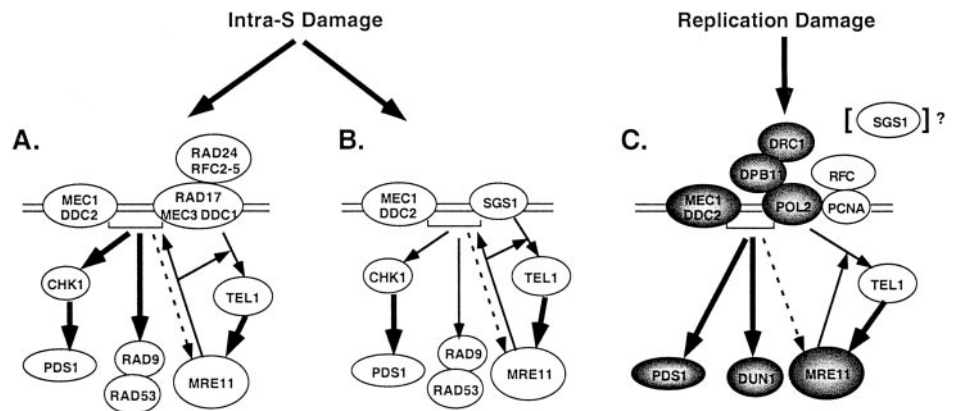 Intra-S Damage
Replication Damage
A.
RAD24
RFC2-5
MEC1
DDC2
RAD17
MEC3 DDC1
CHK1
TEL1
PDS1
RAD9
RAD53
MRE11
B.
MEC1
DDC2
SGS1
CHK1
TEL1
PDS1
RAD9
RAD53
MRE11
C.
[SGS1]?
DRC1
DPB11
RFC
MEC1
DDC2
POL2
PCNA
TEL1
PDS1
DUN1
MRE11